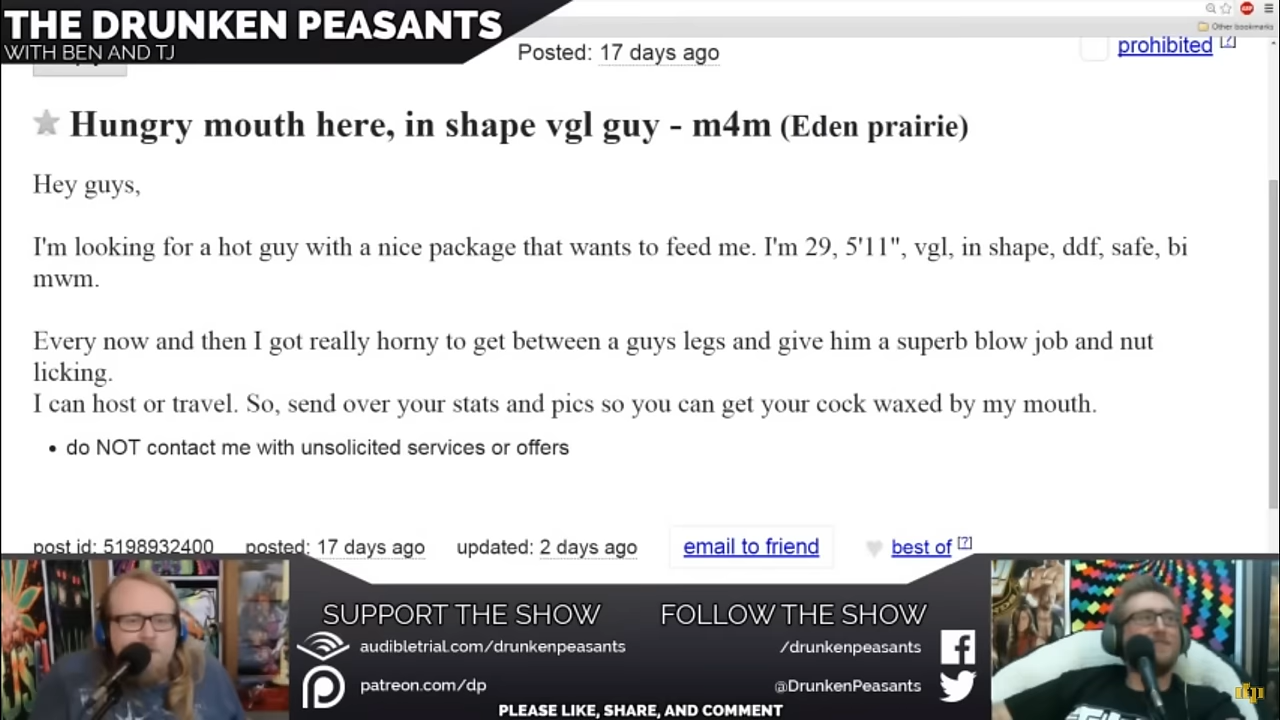 THE DRUNKEN PEASANTS
WITH BEN AND TJ
Other bookmarks
Posted: 17 days ago
prohibited [?]
Hungry mouth here, in shape vgl guy - m4m (Eden prairie)
Hey guys,
I'm looking for a hot guy with a nice package that wants to feed me. I'm 29, 5'11", vgl, in shape, ddf, safe, bi
mwm.
Every now and then I got really horny to get between a guys legs and give him a superb blow job and nut
licking.
I can host or travel. So, send over your stats and pics so you can get your cock waxed by my mouth.
• do NOT contact me with unsolicited services or offers
post id: 5198932400 posted: 17 days ago updated: 2 days ago email to friend best of [?]
SUPPORT THE SHOW
audibletrial.com/drunkenpeasants
patreon.com/dp
FOLLOW THE SHOW
/drunkenpeasants
@DrunkenPeasants
PLEASE LIKE, SHARE, AND COMMENT
dp